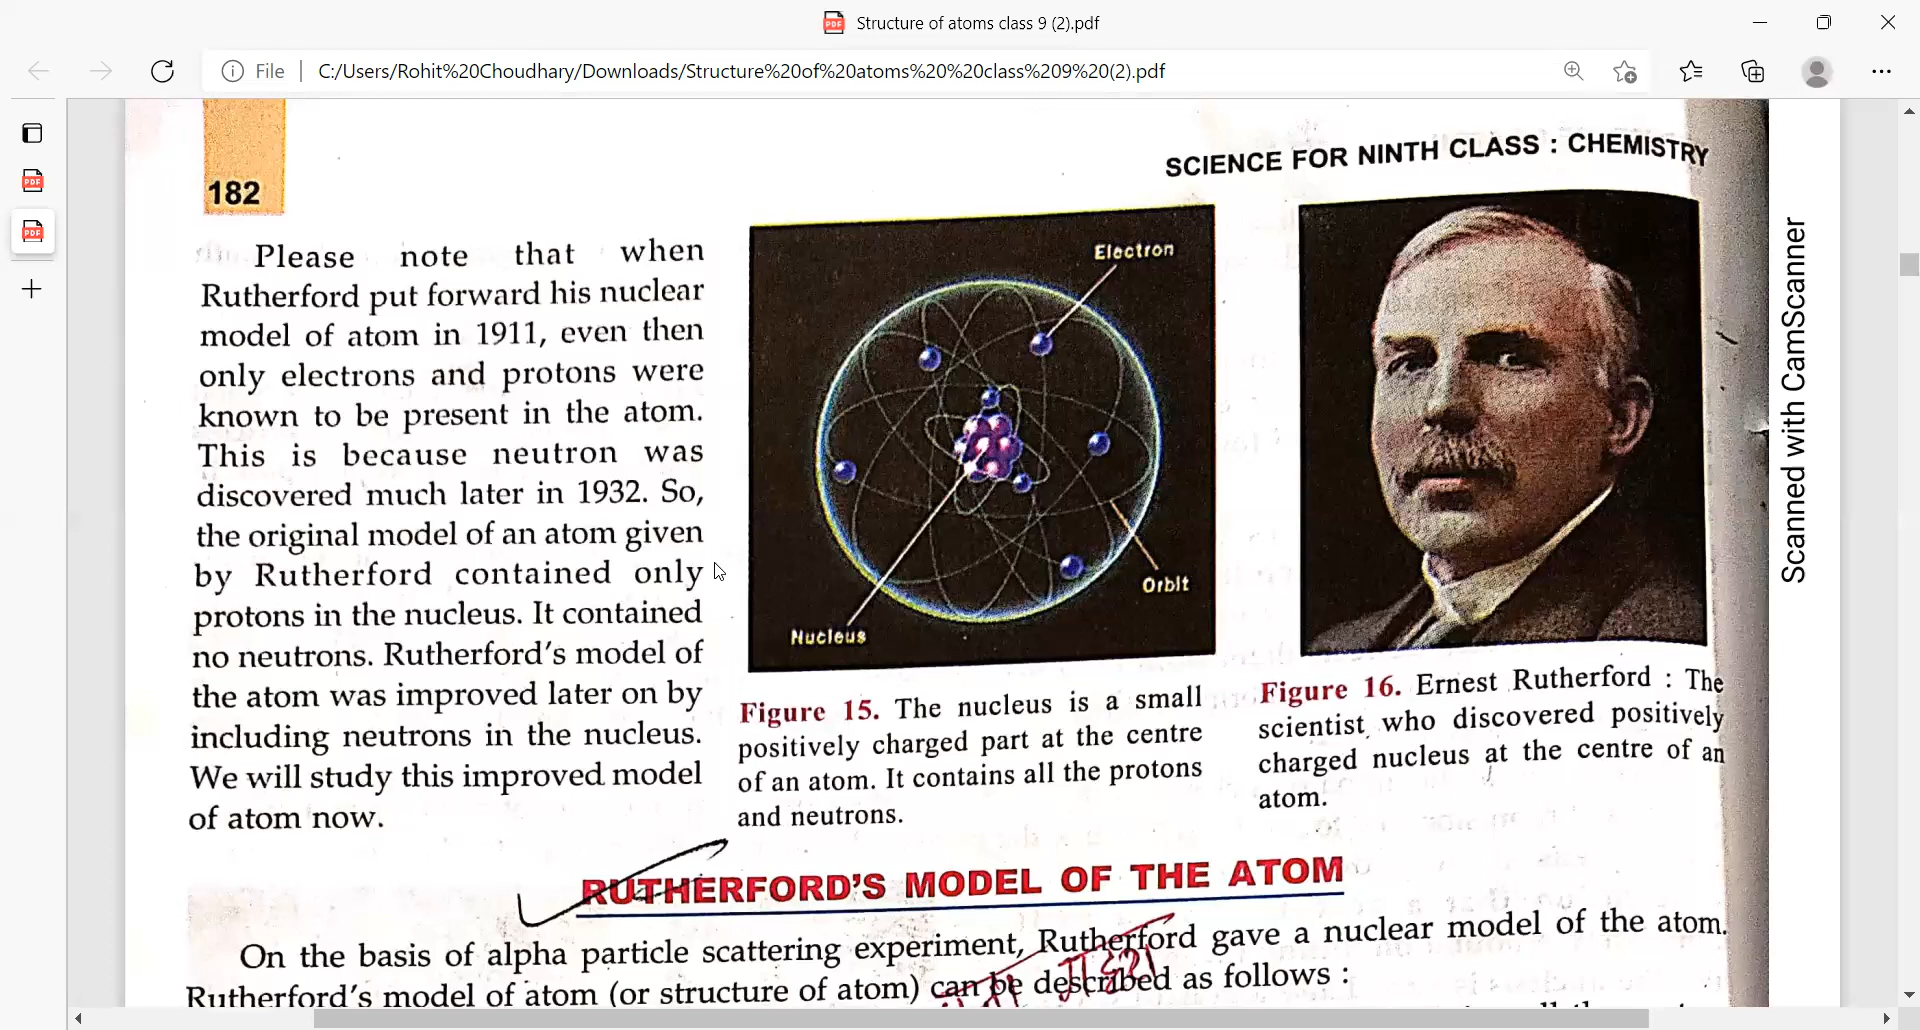 Structure of atoms class 9 (2).pdf
File
C:/Users/Rohit%20Choudhary/Downloads/Structure%20of%20atoms%20%20class%209%20(2).pdf
182
SCIENCE FOR NINTH CLASS : CHEMISTRY
Please note that when
Rutherford put forward his nuclear
model of atom in 1911, even then
only electrons and protons were
known to be present in the atom.
This is because neutron was
discovered much later in 1932. So,
the original model of an atom given
by Rutherford contained only
protons in the nucleus. It contained
no neutrons. Rutherford's model of
the atom was improved later on by
including neutrons in the nucleus.
We will study this improved model
of atom now.
Electron
Orbit
Nucleus
Figure 15. The nucleus is a small
positively charged part at the centre
of an atom. It contains all the protons
and neutrons.
Figure 16. Ernest Rutherford : The
scientist who discovered positively
charged nucleus at the centre of an
atom.
Scanned with CamScanner
RUTHERFORD'S MODEL OF THE ATOM
On the basis of alpha particle scattering experiment, Rutherford gave a nuclear model of the atom.
Rutherford's model of atom (or structure of atom) can be described as follows :